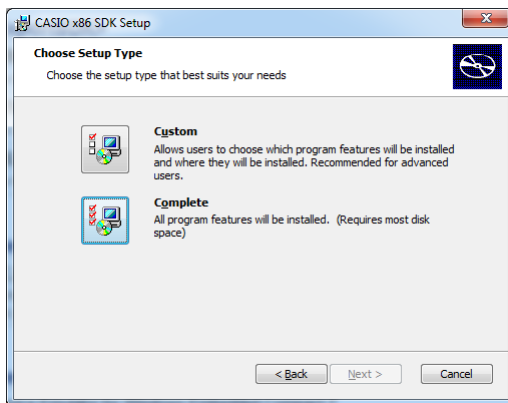 CASIO x86 SDK Setup
Choose Setup Type
Choose the setup type that best suits your needs
Custom
Allows users to choose which program features will be installed
and where they will be installed. Recommended for advanced
users.
Complete
All program features will be installed. (Requires most disk
space)
< Back
Next >
Cancel